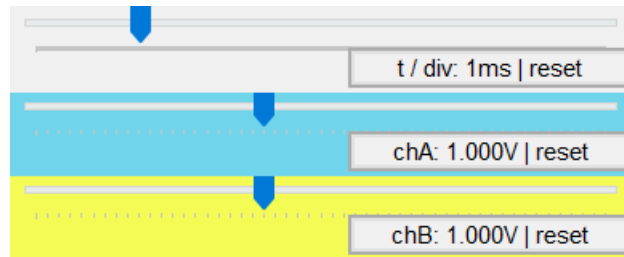 t / div: 1ms | reset
chA: 1.000V | reset
chB: 1.000V | reset